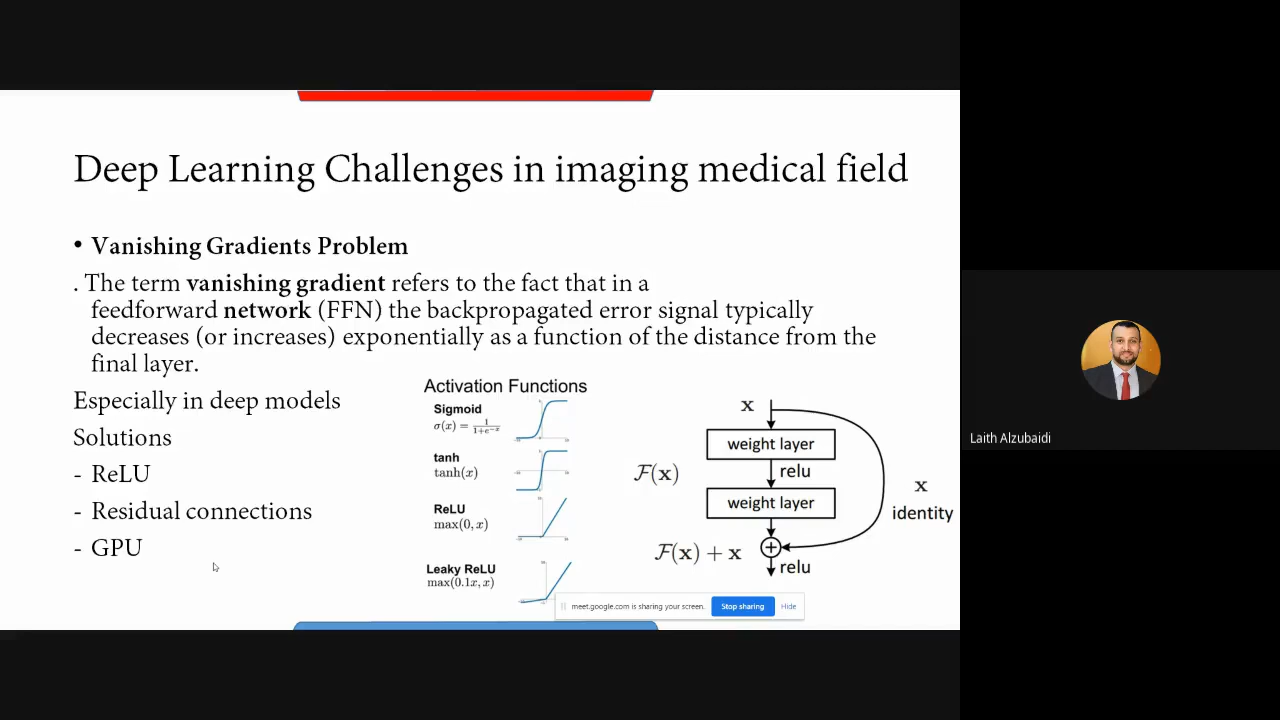 Deep Learning Challenges in imaging medical field
• Vanishing Gradients Problem
. The term vanishing gradient refers to the fact that in a
feedforward network (FFN) the backpropagated error signal typically
decreases (or increases) exponentially as a function of the distance from the
final layer.
Especially in deep models
Solutions
- ReLU
- Residual connections
- GPU
Activation Functions
Sigmoid
σ(x) = 1/(1+e^-x)
tanh
tanh(x)
ReLU
max(0, x)
Leaky ReLU
max(0.1x, x)
x
weight layer
F(x)
relu
weight layer
x
identity
F(x) + x
+
relu
meet.google.com is sharing your screen.
Stop sharing
Hide
Laith Alzubaidi